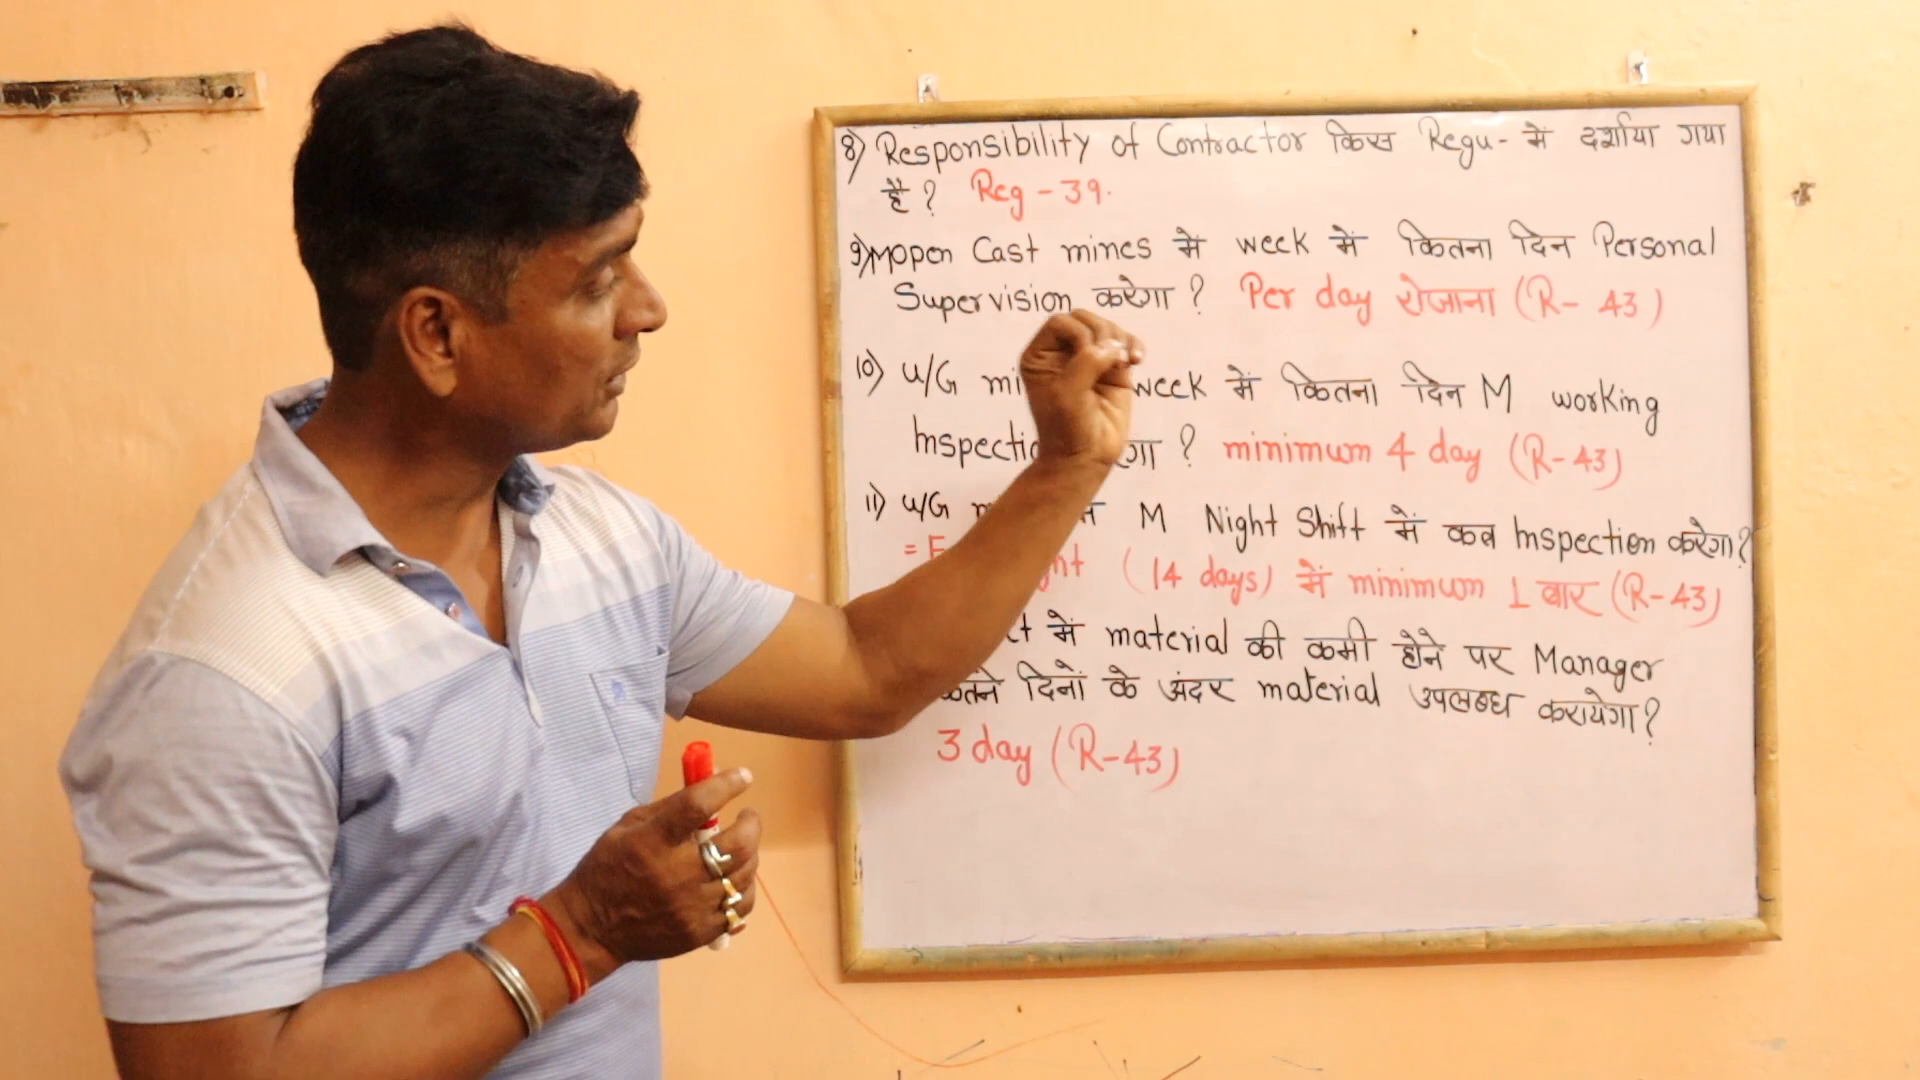 8) Responsibility of Contractor किस Regu- में दर्शाया गया
है ? Reg - 39.
9) M open Cast mines में week में कितना दिन Personal
Supervision करेगा ? Per day रोजाना (R- 43)
10) u/G week में कितना दिन M working
? minimum 4 day (R-43)
11) u/G M Night Shift में कब Inspection करेगा ?
= (14 days) में minimum 1 बार (R-43)
में material की कमी होने पर Manager
दिनों के अंदर material उपलब्ध करायेगा ?
3 day (R-43)